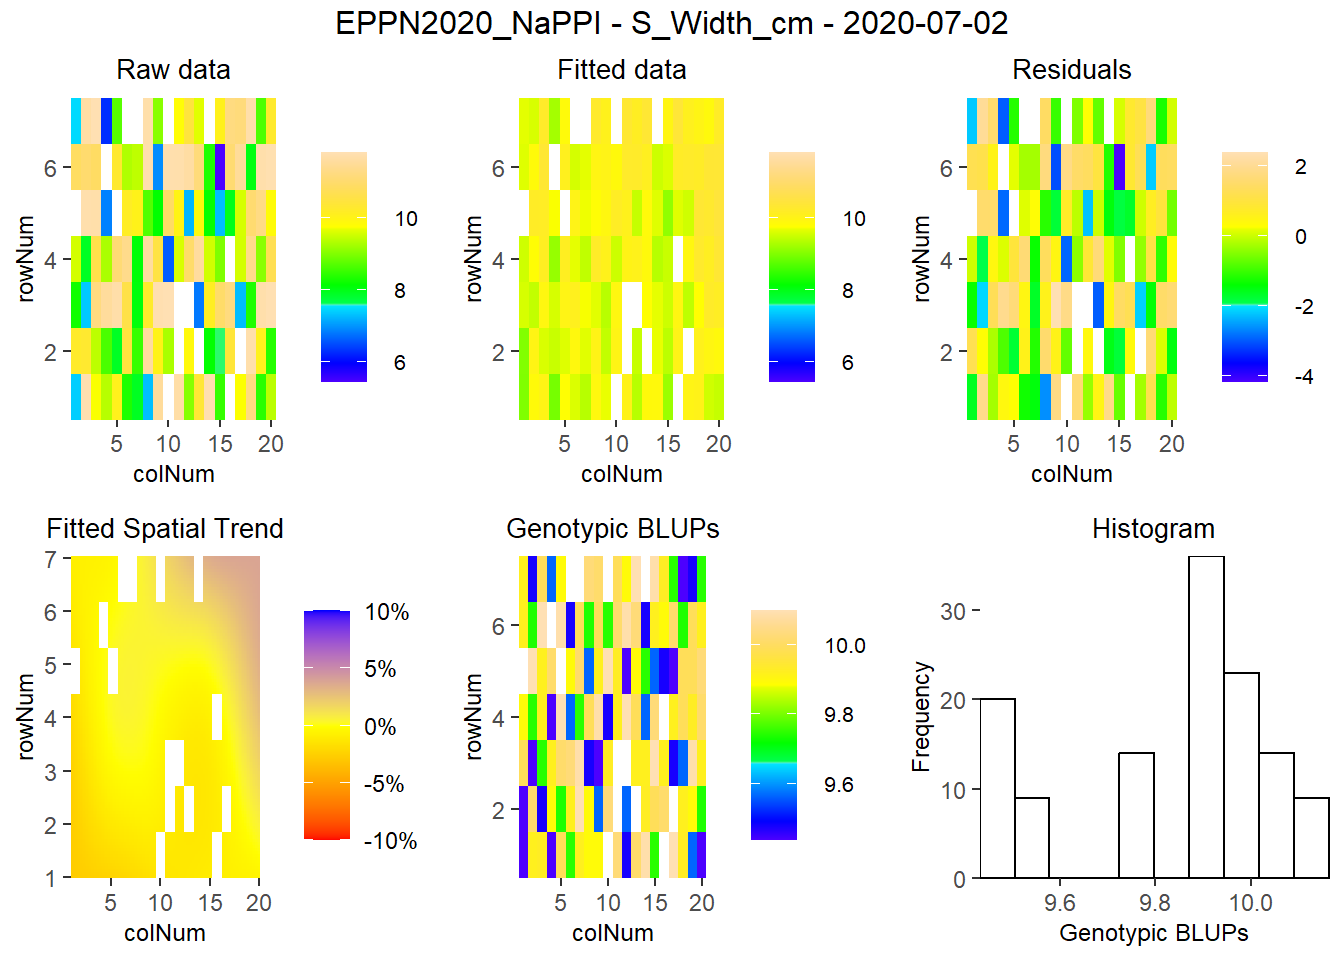 EPPN2020_NaPPI - S_Width_cm - 2020-07-02
Raw data
Fitted data
Residuals
6
4
2
rowNum
5 10 15 20
colNum
10
8
6
6
4
2
rowNum
5 10 15 20
colNum
10
8
6
6
4
2
rowNum
5 10 15 20
colNum
2
0
-2
-4
Fitted Spatial Trend
Genotypic BLUPs
Histogram
7
6
5
4
3
2
1
rowNum
5 10 15 20
colNum
10%
5%
0%
-5%
-10%
6
4
2
rowNum
5 10 15 20
colNum
10.0
9.8
9.6
30
20
10
0
Frequency
9.6 9.8 10.0
Genotypic BLUPs